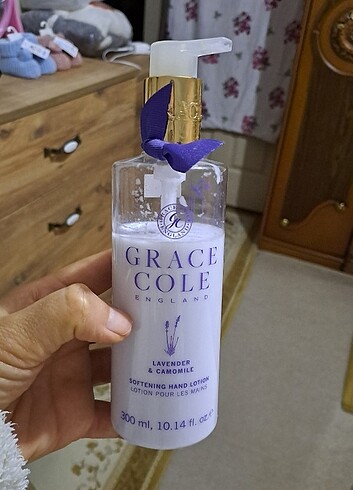 GRACE
COLE
ENGLAND
LAVENDER
& CAMOMILE
SOFTENING HAND LOTION
LOTION POUR LES MAINS
300 ml, 10.14 fl. oz.